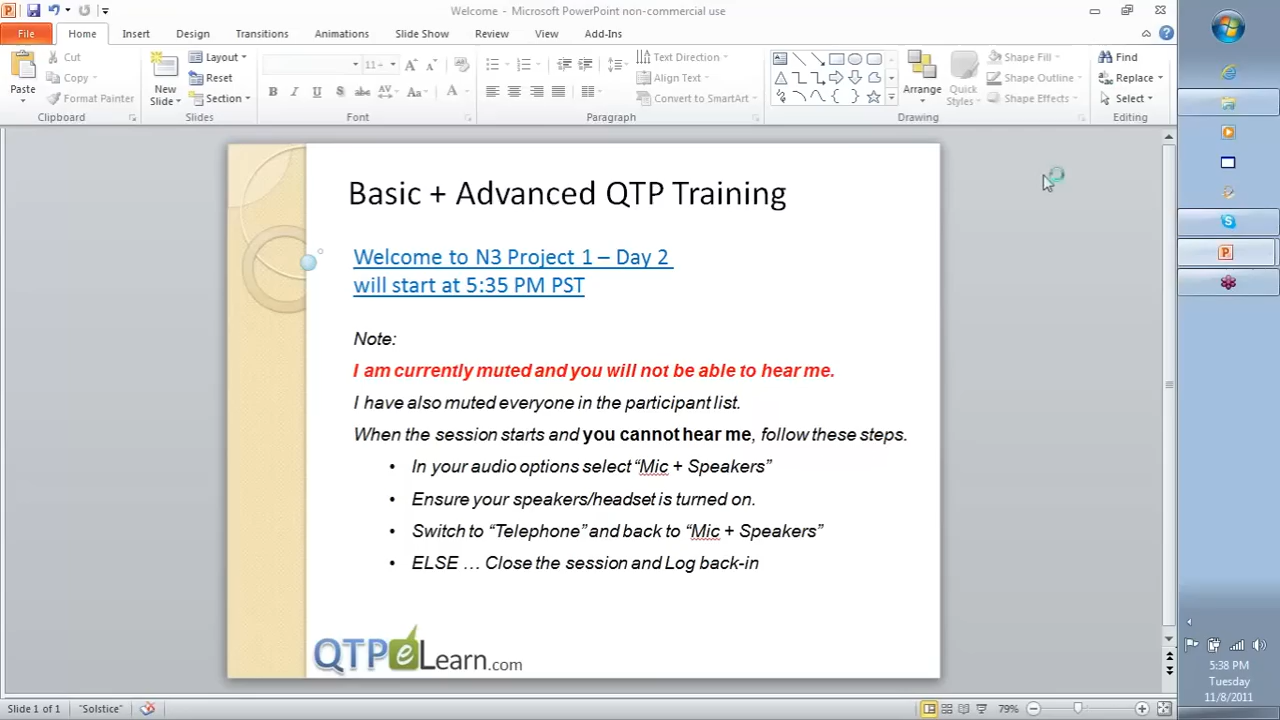 Welcome - Microsoft PowerPoint non-commercial use
File Home Insert Design Transitions Animations Slide Show Review View Add-Ins
Paste
Cut
Copy
Format Painter
Clipboard
New Slide
Layout
Reset
Section
Slides
11
B I U S abc AV Aa A
Font
Text Direction
Align Text
Convert to SmartArt
Paragraph
Arrange
Quick Styles
Shape Fill
Shape Outline
Shape Effects
Drawing
Find
Replace
Select
Editing
Basic + Advanced QTP Training
Welcome to N3 Project 1 – Day 2
will start at 5:35 PM PST
Note:
I am currently muted and you will not be able to hear me.
I have also muted everyone in the participant list.
When the session starts and you cannot hear me, follow these steps.
• In your audio options select “Mic + Speakers”
• Ensure your speakers/headset is turned on.
• Switch to “Telephone” and back to “Mic + Speakers”
• ELSE … Close the session and Log back-in
QTPeLearn.com
Slide 1 of 1 "Solstice" 79%
5:38 PM
Tuesday
11/8/2011